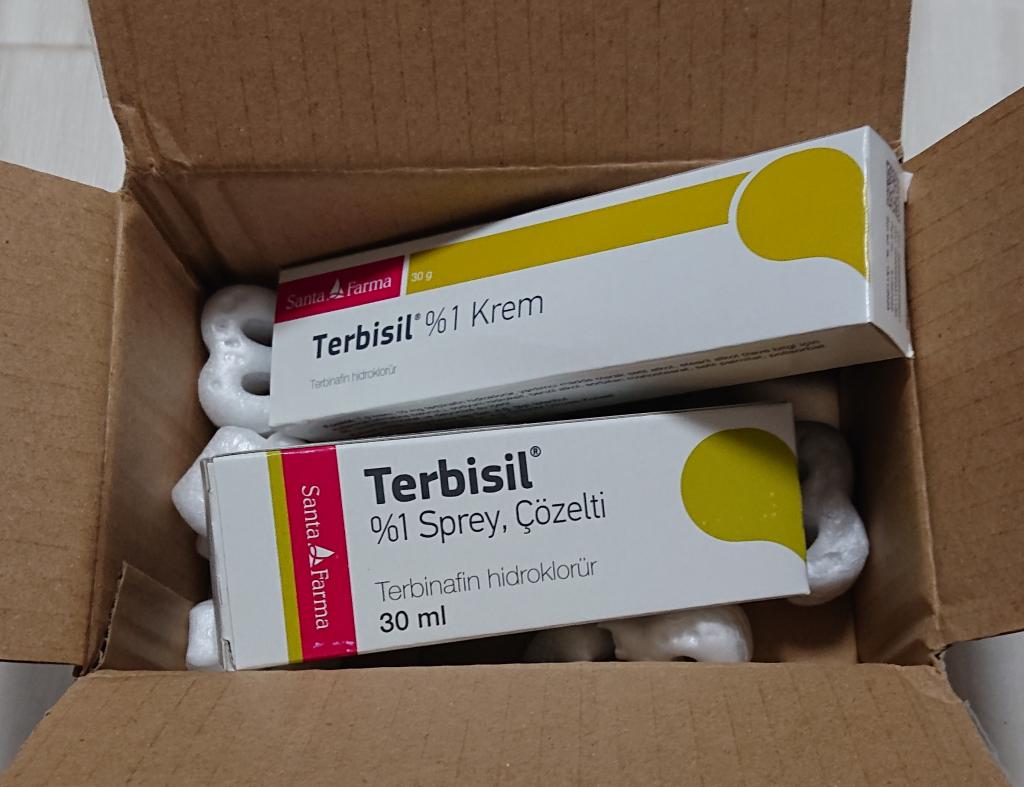 Santa Farma
30 g
Terbisil® %1 Krem
Terbinafin hidroklorür
Santa Farma
Terbisil®
%1 Sprey, Çözelti
Terbinafin hidroklorür
30 ml